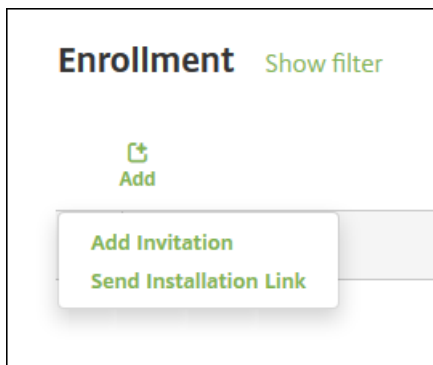 Enrollment Show filter
Add
Add Invitation
Send Installation Link